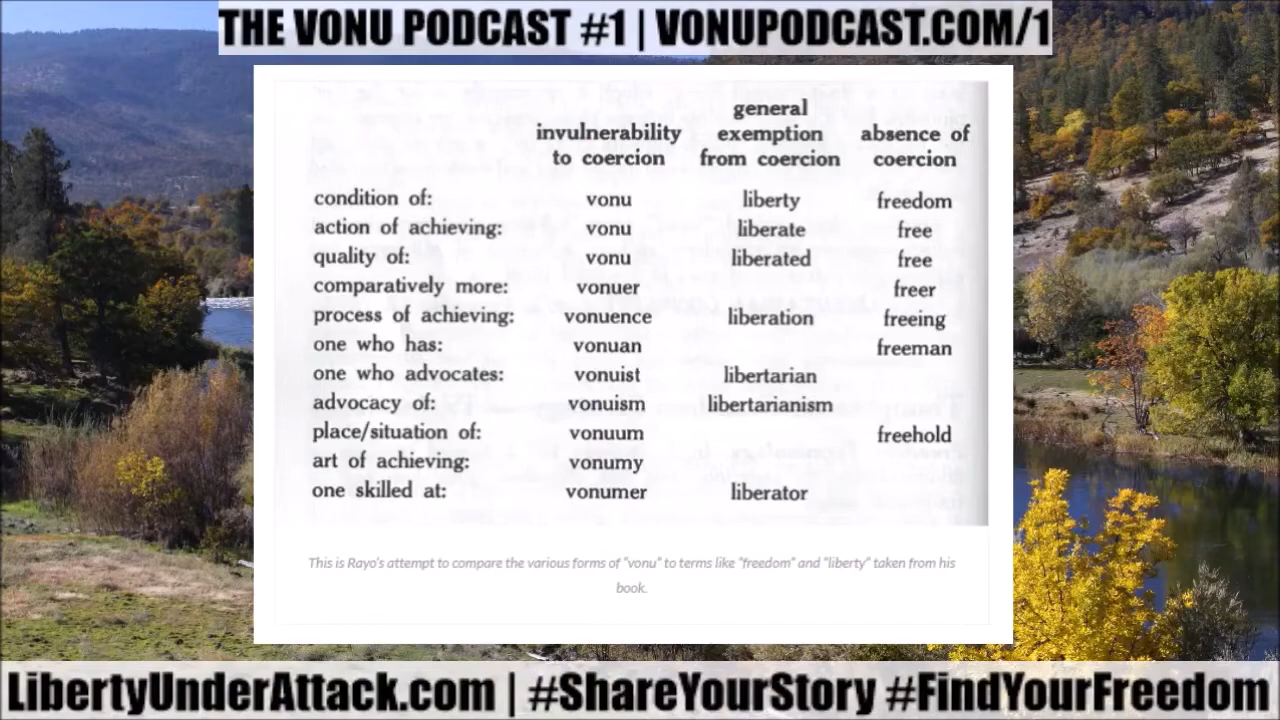 THE VONU PODCAST #1 | VONUPODCAST.COM/1
general
invulnerability exemption absence of
to coercion from coercion coercion
condition of: vonu liberty freedom
action of achieving: vonu liberate free
quality of: vonu liberated free
comparatively more: vonuer freer
process of achieving: vonuence liberation freeing
one who has: vonuan freeman
one who advocates: vonuist libertarian
advocacy of: vonuism libertarianism
place/situation of: vonuum freehold
art of achieving: vonumy
one skilled at: vonumer liberator
This is Rayo's attempt to compare the various forms of "vonu" to terms like "freedom" and "liberty" taken from his
book.
LibertyUnderAttack.com | #ShareYourStory #FindYourFreedom